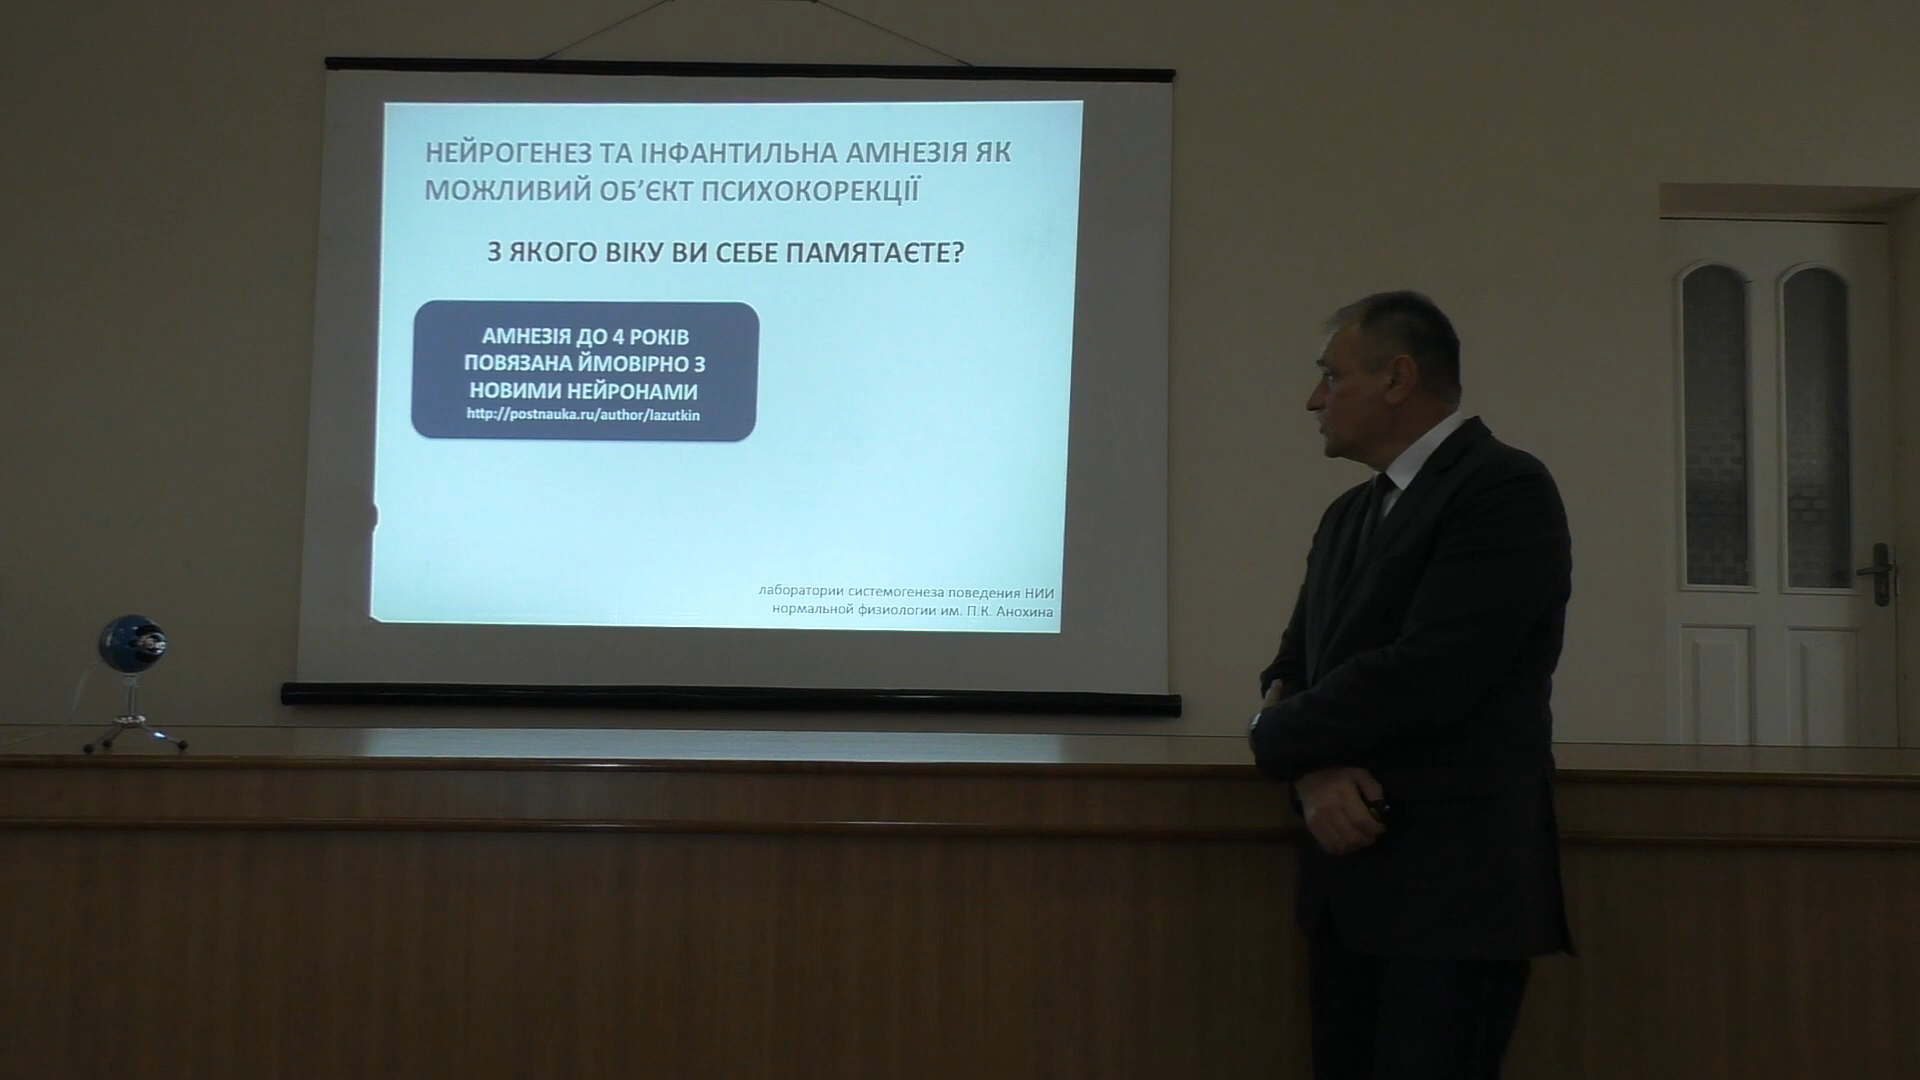 НЕЙРОГЕНЕЗ ТА ІНФАНТИЛЬНА АМНЕЗІЯ ЯК
МОЖЛИВИЙ ОБ’ЄКТ ПСИХОКОРЕКЦІЇ
З ЯКОГО ВІКУ ВИ СЕБЕ ПАМЯТАЄТЕ?
АМНЕЗІЯ ДО 4 РОКІВ
ПОВЯЗАНА ЙМОВІРНО З
НОВИМИ НЕЙРОНАМИ
http://postnauka.ru/author/lazutkin
лаборатории системогенеза поведения НИИ
нормальной физиологии им. П.К. Анохина